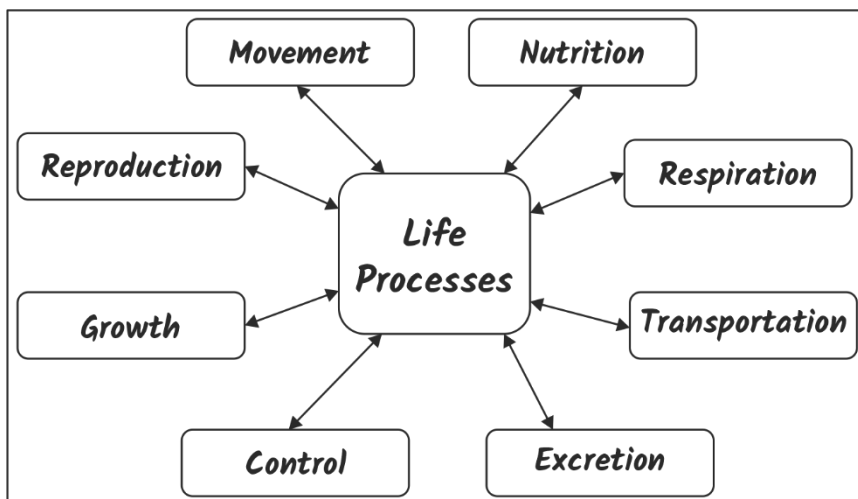 Movement
Nutrition
Reproduction
Respiration
Life
Processes
Growth
Transportation
Control
Excretion